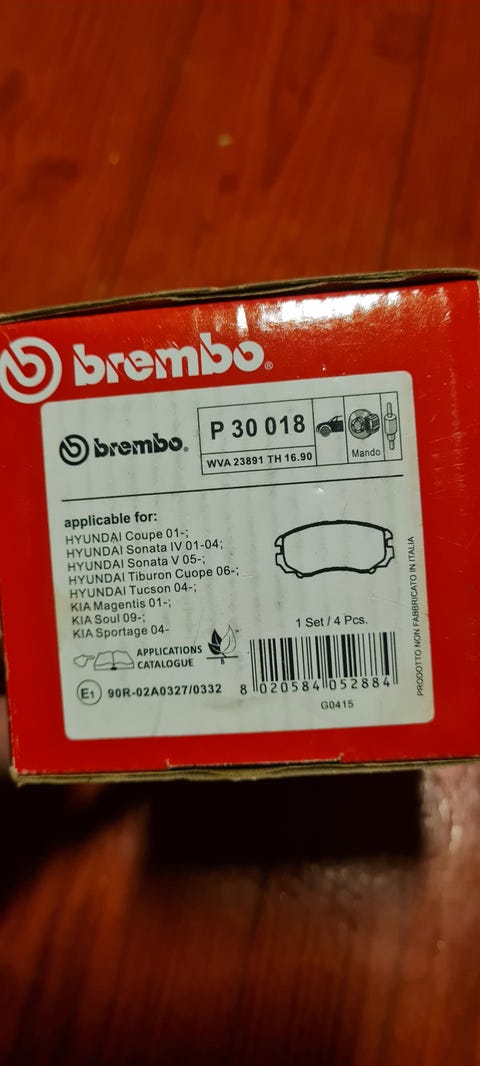 brembo®
brembo®
P 30 018
WVA 23891 TH 16.90
Mando
applicable for:
HYUNDAI Coupe 01-;
HYUNDAI Sonata IV 01-04;
HYUNDAI Sonata V 05-;
HYUNDAI Tiburon Cuope 06-;
HYUNDAI Tucson 04-;
KIA Magentis 01-;
KIA Soul 09-;
KIA Sportage 04-
1 Set / 4 Pcs.
APPLICATIONS
CATALOGUE
B
E1 90R-02A0327/0332
8 020584 052884
G0415
PRODOTTO NON FABBRICATO IN ITALIA